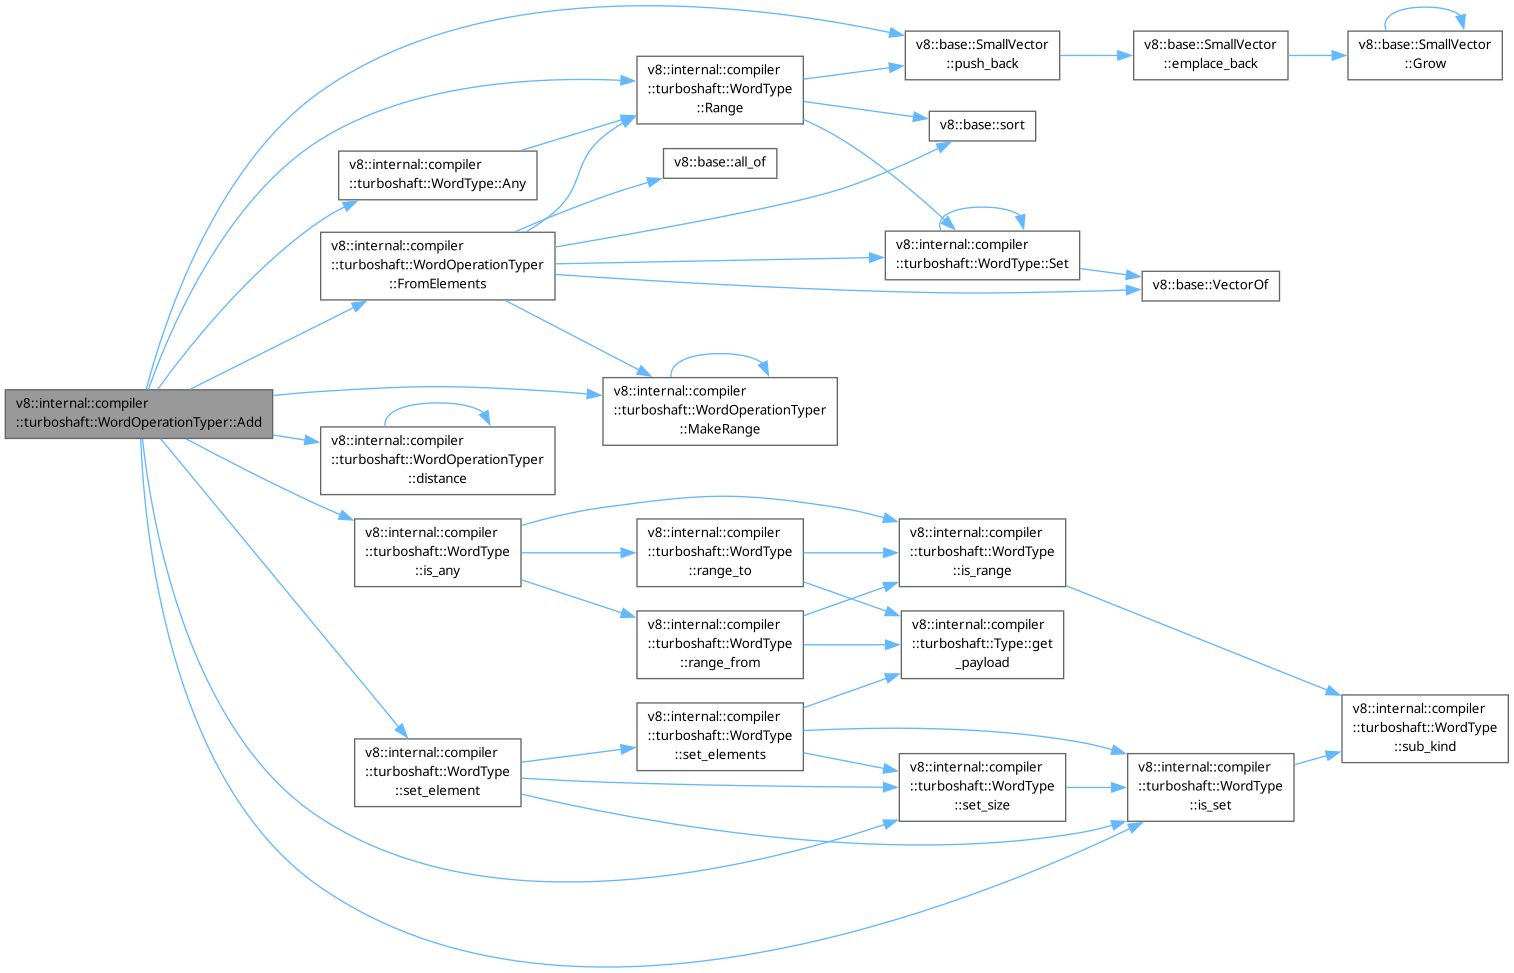 v8::base::SmallVector
::push_back
v8::base::SmallVector
::emplace_back
v8::base::SmallVector
::Grow
v8::internal::compiler
::turboshaft::WordType
::Range
v8::base::sort
v8::internal::compiler
::turboshaft::WordType::Any
v8::base::all_of
v8::internal::compiler
::turboshaft::WordOperationTyper
::FromElements
v8::internal::compiler
::turboshaft::WordType::Set
v8::base::VectorOf
v8::internal::compiler
::turboshaft::WordOperationTyper::Add
v8::internal::compiler
::turboshaft::WordOperationTyper
::MakeRange
v8::internal::compiler
::turboshaft::WordOperationTyper
::distance
v8::internal::compiler
::turboshaft::WordType
::is_any
v8::internal::compiler
::turboshaft::WordType
::range_to
v8::internal::compiler
::turboshaft::WordType
::is_range
v8::internal::compiler
::turboshaft::WordType
::range_from
v8::internal::compiler
::turboshaft::Type::get
_payload
v8::internal::compiler
::turboshaft::WordType
::sub_kind
v8::internal::compiler
::turboshaft::WordType
::set_elements
v8::internal::compiler
::turboshaft::WordType
::set_element
v8::internal::compiler
::turboshaft::WordType
::set_size
v8::internal::compiler
::turboshaft::WordType
::is_set